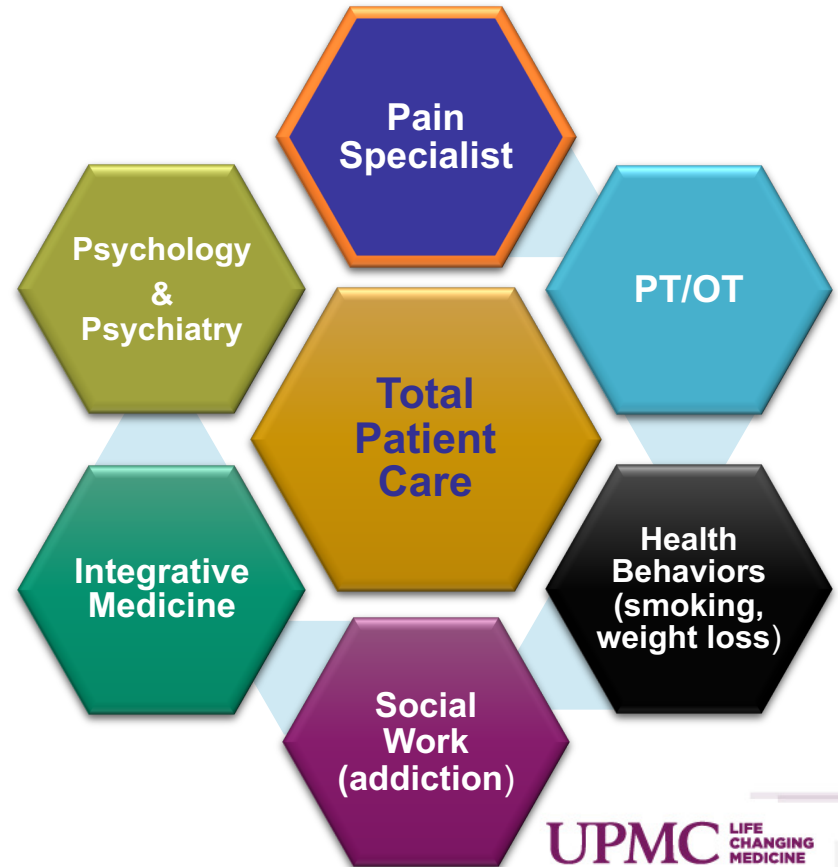 Pain
Specialist
Psychology
&
Psychiatry
PT/OT
Total
Patient
Care
Integrative
Medicine
Health
Behaviors
(smoking,
weight loss)
Social
Work
(addiction)
UPMC LIFE
CHANGING
MEDICINE